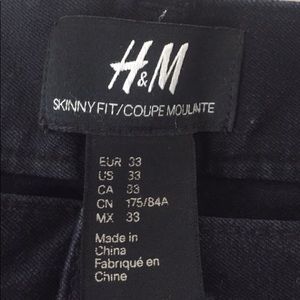 H&M
SKINNY FIT/COUPE MOULANTE
EUR 33
US 33
CA 33
CN 175/84A
MX 33
Made in
China
Fabriqué en
Chine